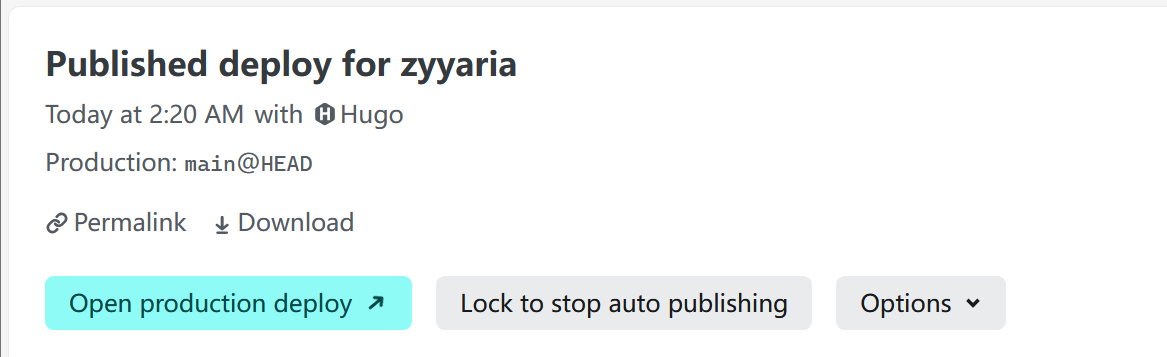 Published deploy for zyyaria
Today at 2:20 AM with Hugo
Production: main@HEAD
Permalink Download
Open production deploy Lock to stop auto publishing Options